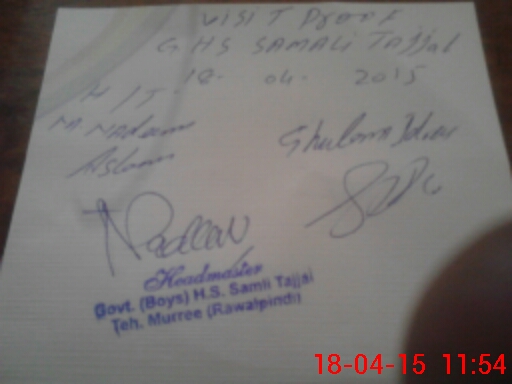 VISIT Proof
GHS SAMALI Tajjal
18- 04- 2015
M. Nadeem
Aslam
Ghulam
Nadeem
Headmaster
Govt. (Boys) H.S. Samli Tajjal
Teh. Murree (Rawalpindi)
18-04-15 11:54